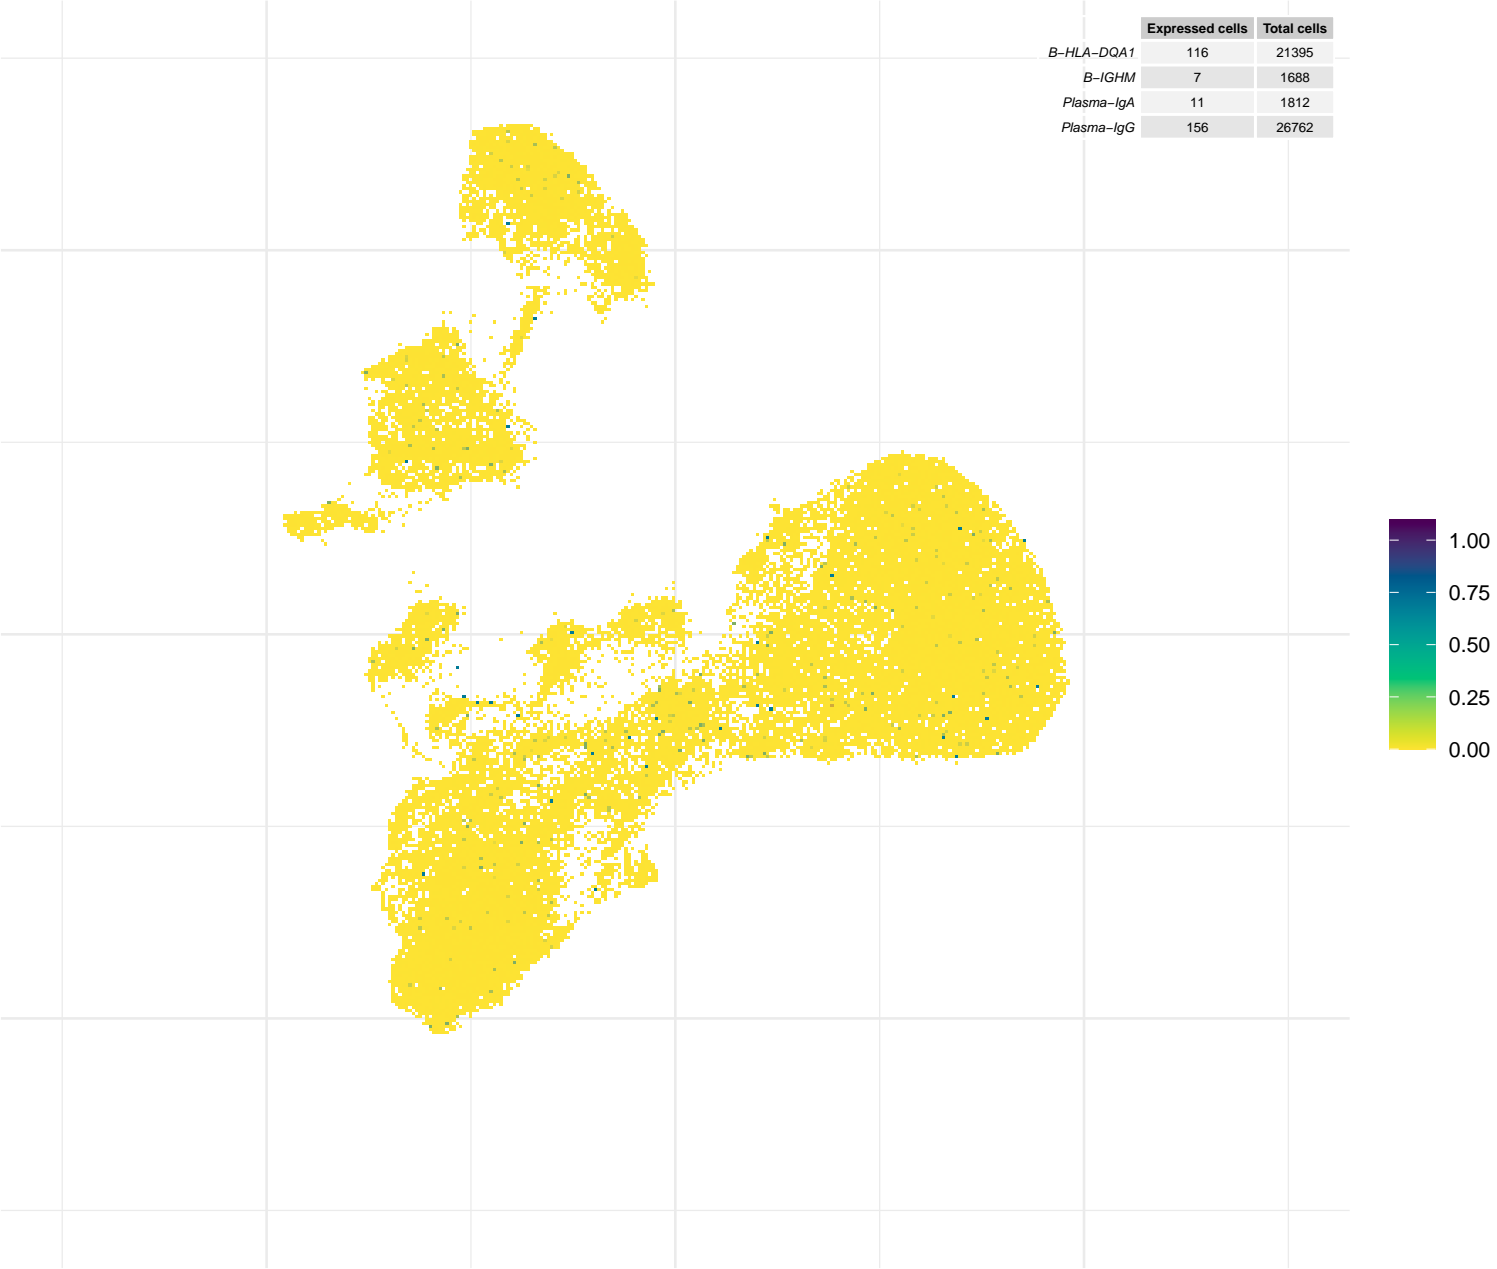 Expressed cells Total cells
B−HLA−DQA1 116 21395
B−IGHM 7 1688
Plasma−IgA 11 1812
Plasma−IgG 156 26762
1.00
0.75
0.50
0.25
0.00